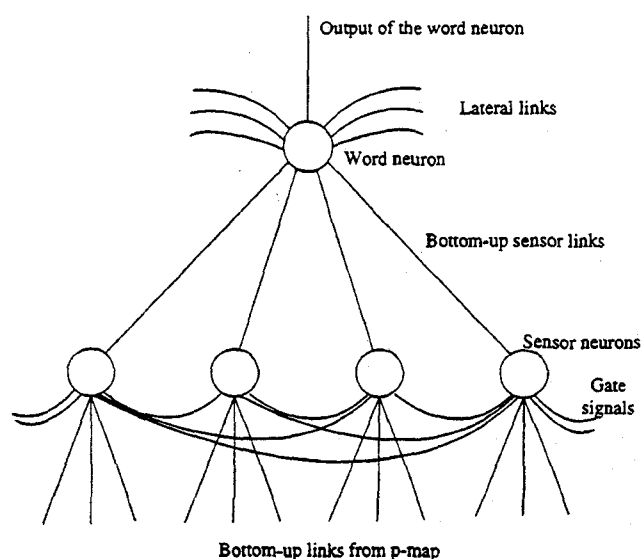 Output of the word neuron
Lateral links
Word neuron
Bottom-up sensor links
Sensor neurons
Gate
signals
Bottom-up links from p-map